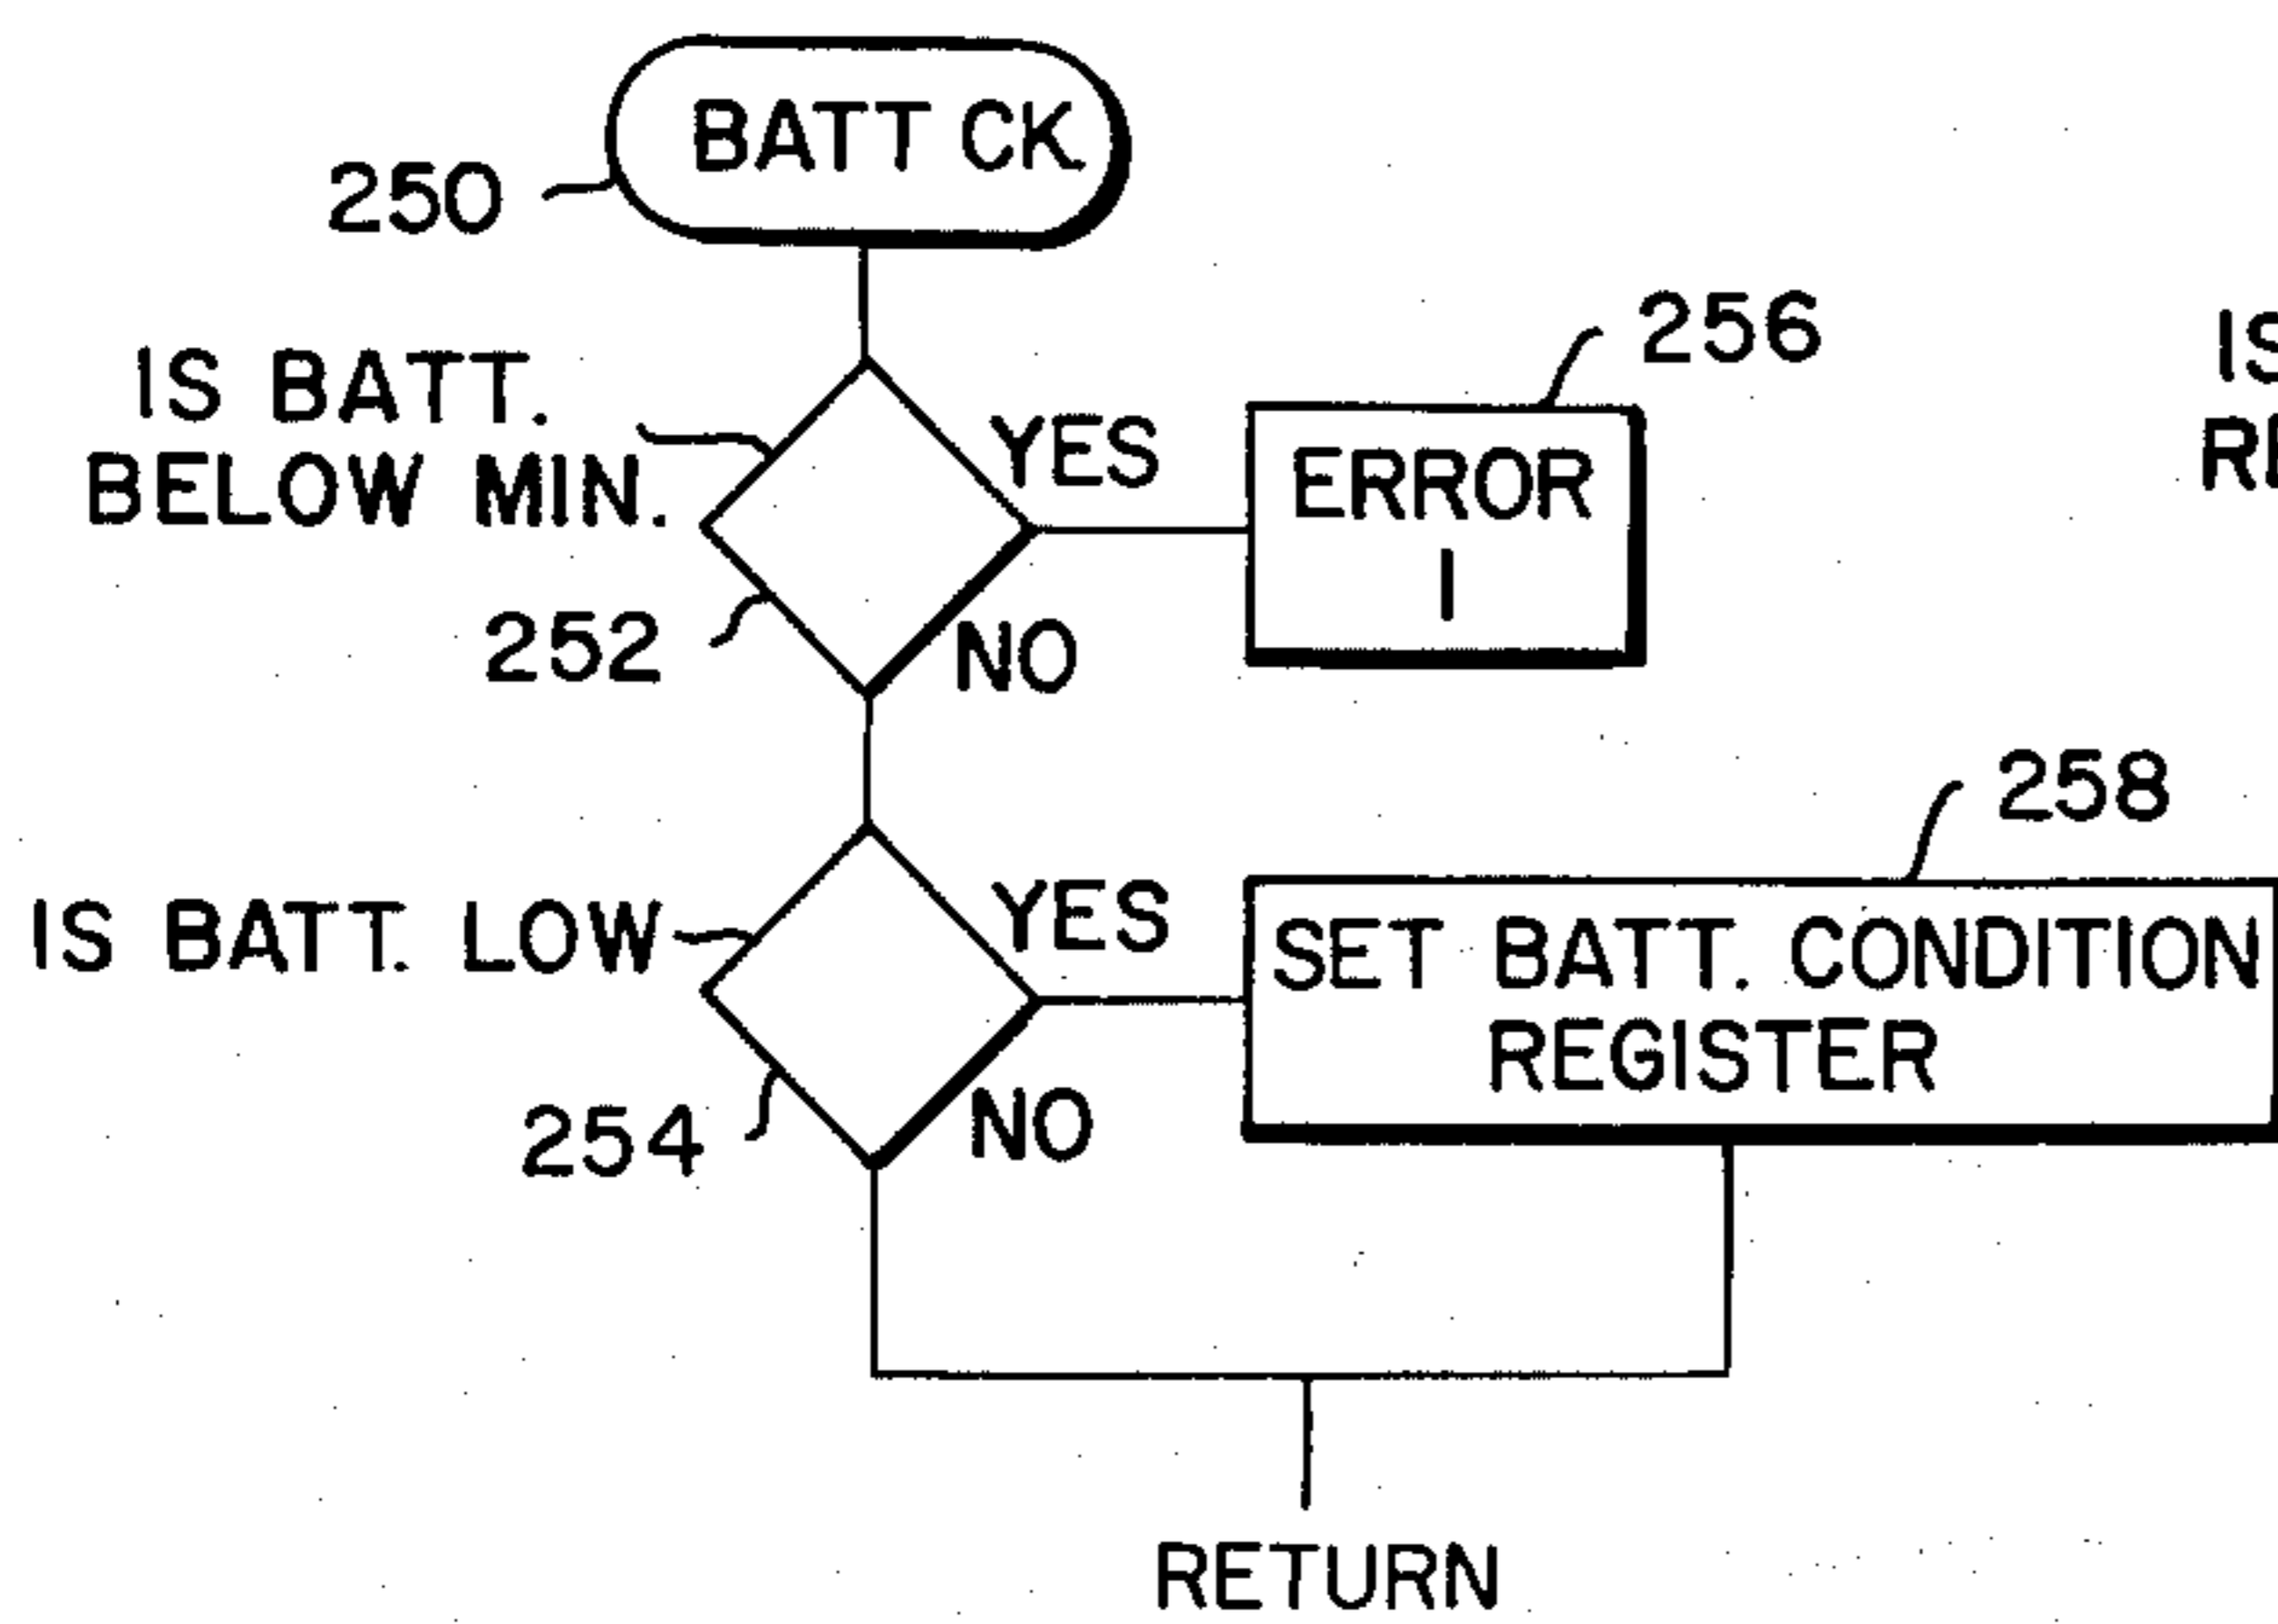 BATT CK
250
256
IS BATT.
BELOW MIN.
YES
ERROR
1
252
NO
258
IS BATT. LOW
YES
SET BATT. CONDITION
REGISTER
254
NO
RETURN